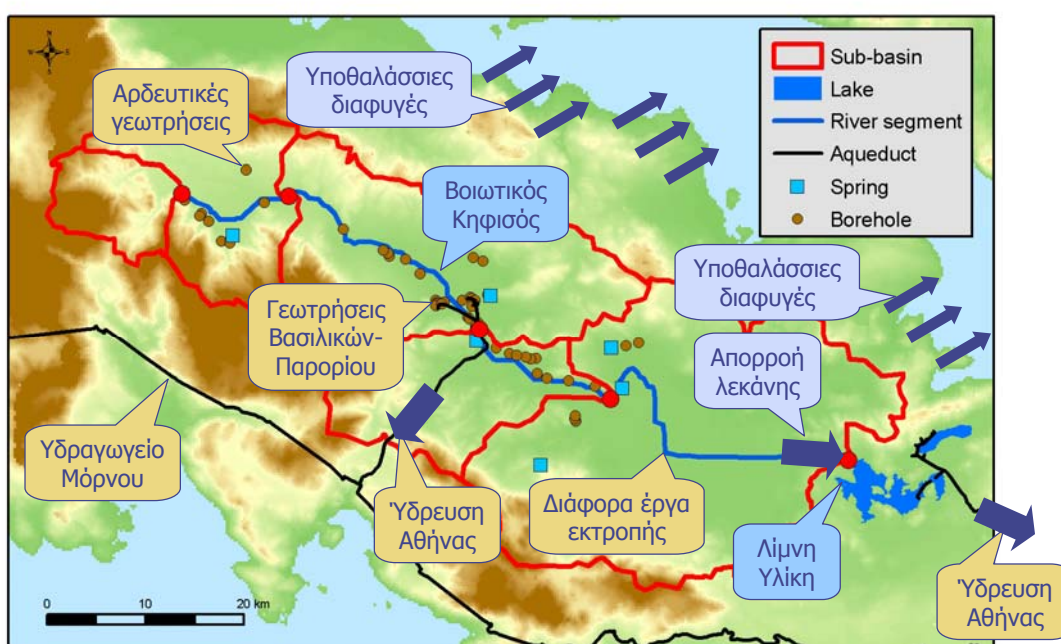 Αρδευτικές
γεωτρήσεις
Υποθαλάσσιες
διαφυγές
Βοιωτικός
Κηφισός
Sub-basin
Lake
River segment
Aqueduct
Spring
Borehole
Υποθαλάσσιες
διαφυγές
Γεωτρήσεις
Βασιλικών-
Παρορίου
Απορροή
λεκάνης
Υδραγωγείο
Μόρνου
Ύδρευση
Αθήνας
Διάφορα έργα
εκτροπής
Λίμνη
Υλίκη
Ύδρευση
Αθήνας
0 10 20 km